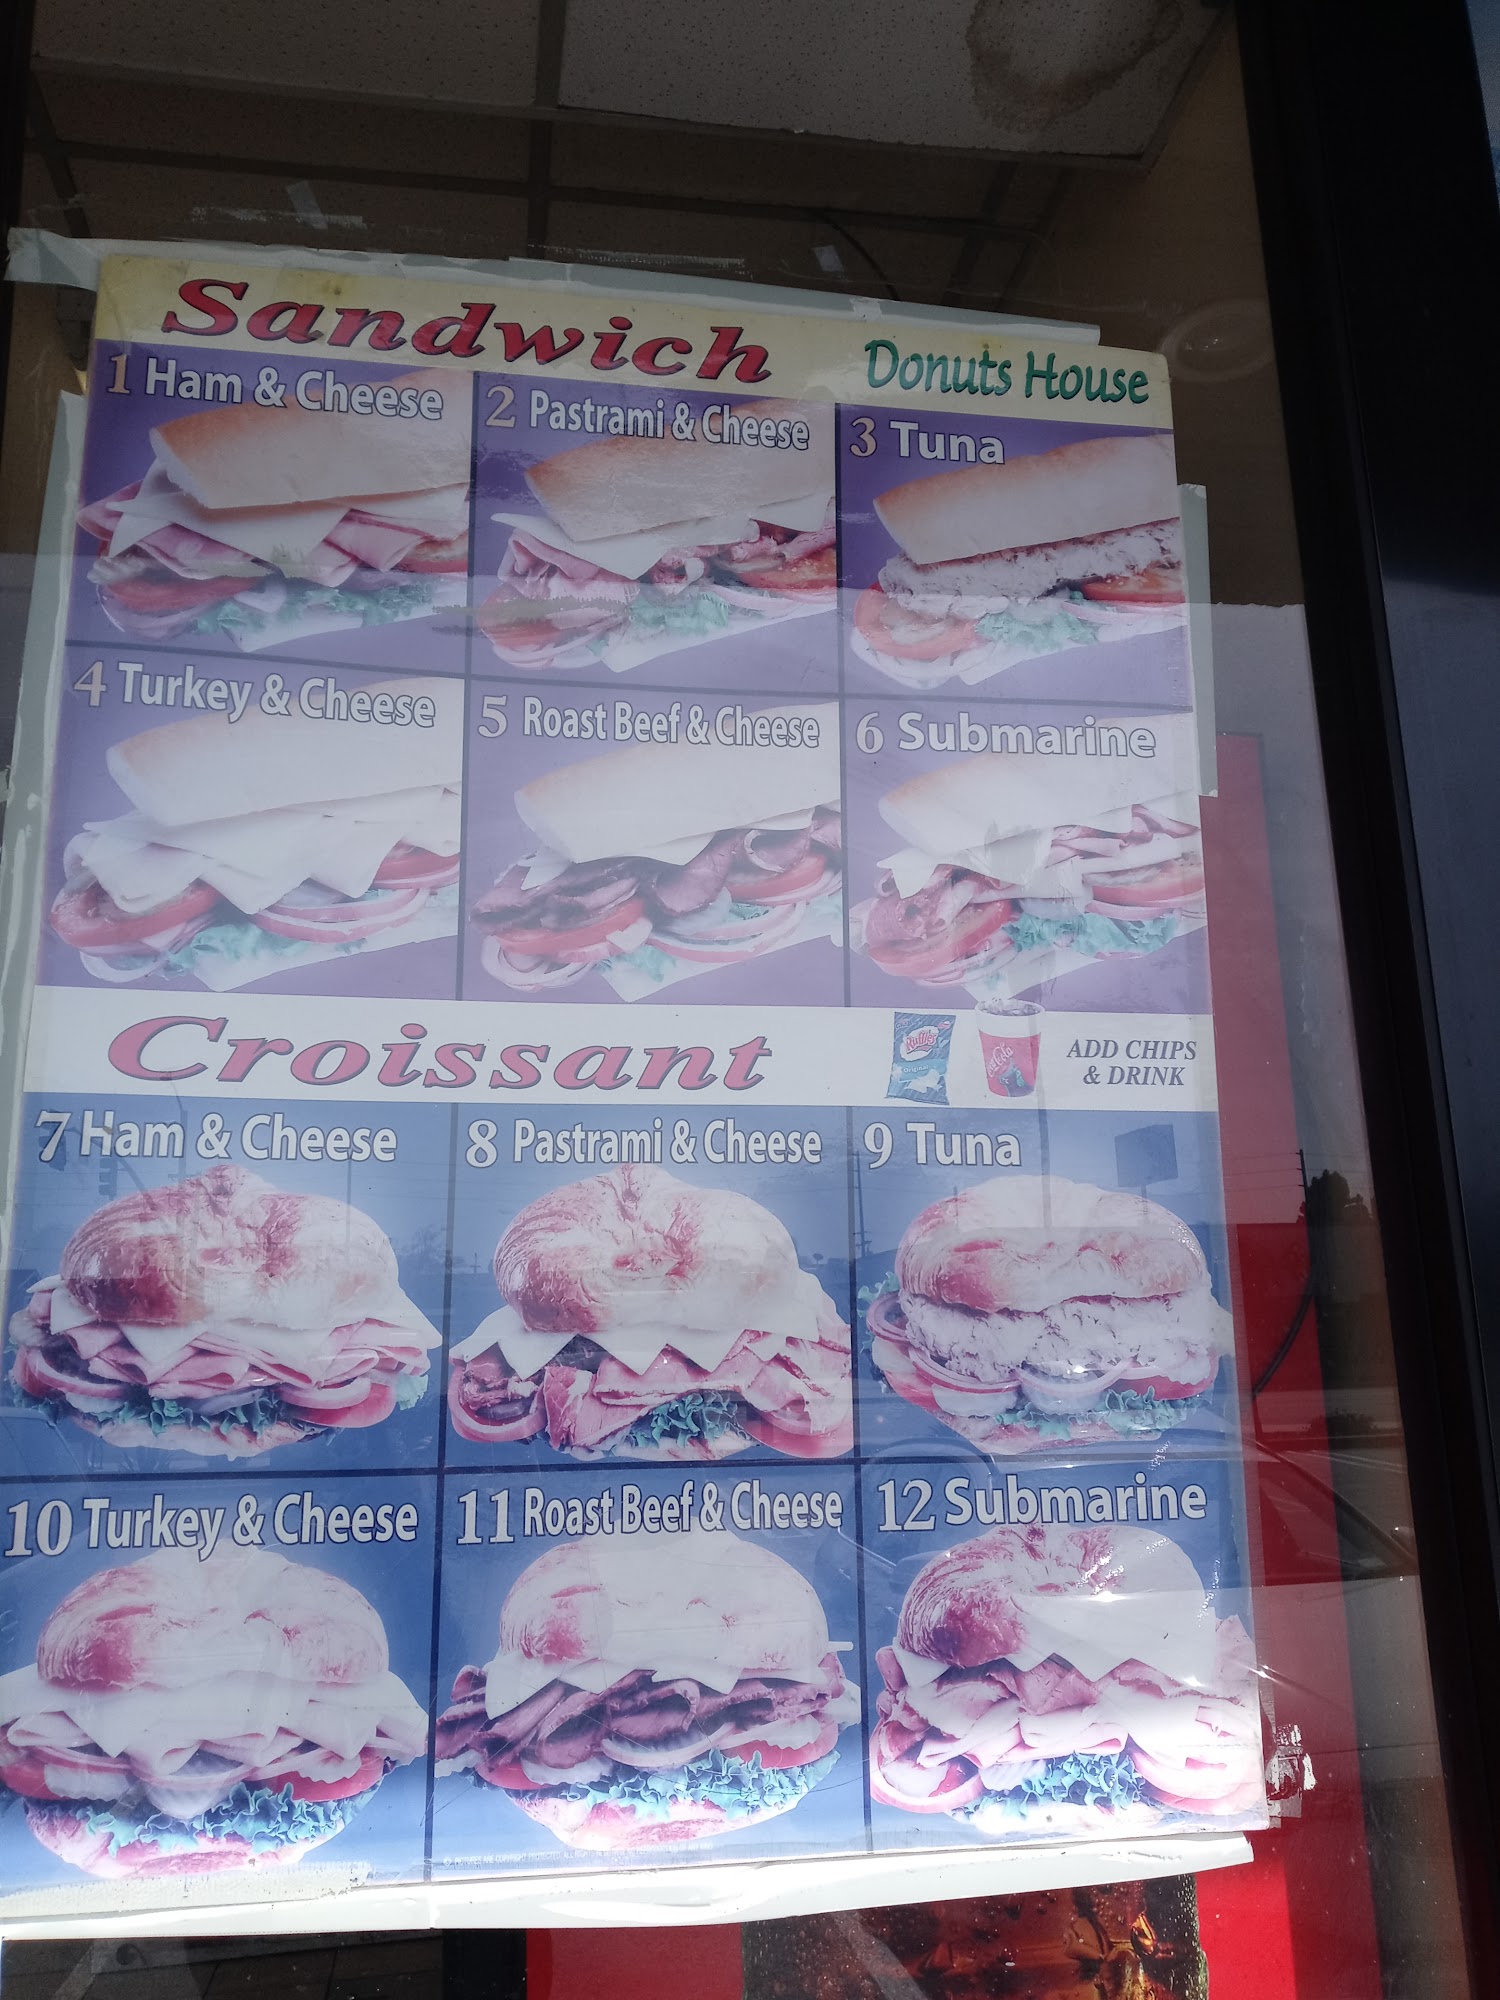 Sandwich Donuts House
1 Ham & Cheese
2 Pastrami & Cheese
3 Tuna
4 Turkey & Cheese
5 Roast Beef & Cheese
6 Submarine
Croissant
Ruffles
Original
ADD CHIPS
& DRINK
7 Ham & Cheese
8 Pastrami & Cheese
9 Tuna
10 Turkey & Cheese
11 Roast Beef & Cheese
12 Submarine